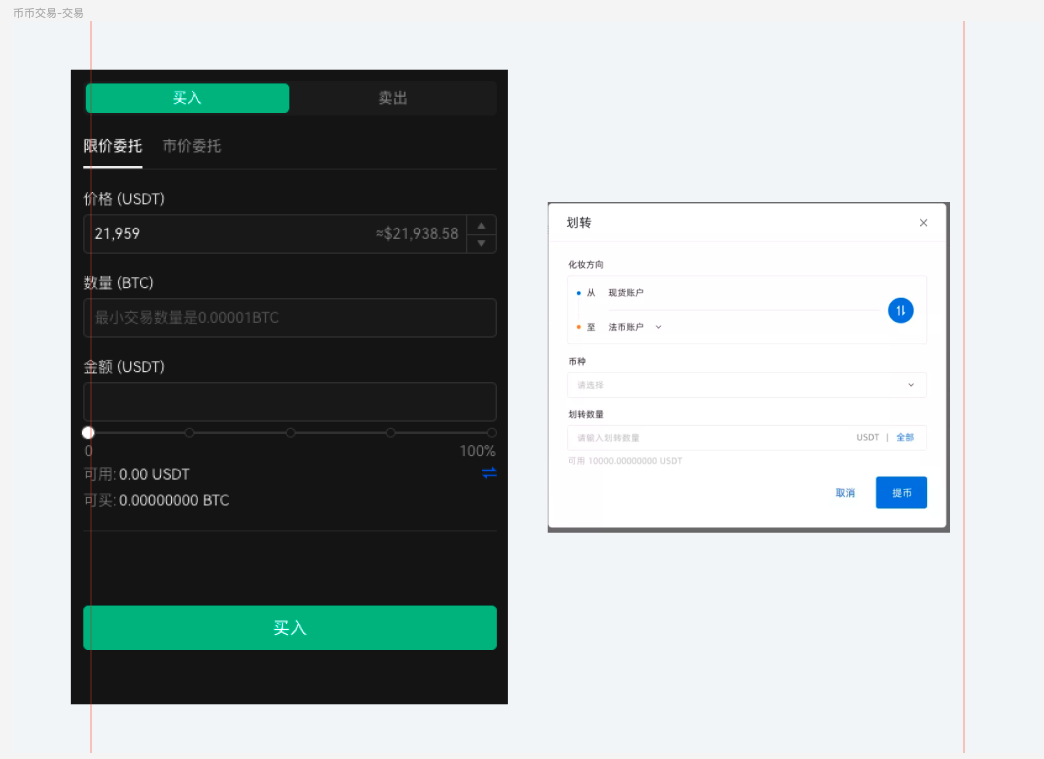 币币交易-交易
买入 卖出
限价委托 市价委托
价格 (USDT)
21,959 ≈$21,938.58
数量 (BTC)
最小交易数量是0.00001BTC
金额 (USDT)
0 100%
可用: 0.00 USDT
可买: 0.00000000 BTC
买入
划转
化妆方向
从 现货账户
至 法币账户
币种
请选择
划转数量
请输入划转数量 USDT | 全部
可用 10000.00000000 USDT
取消 提币